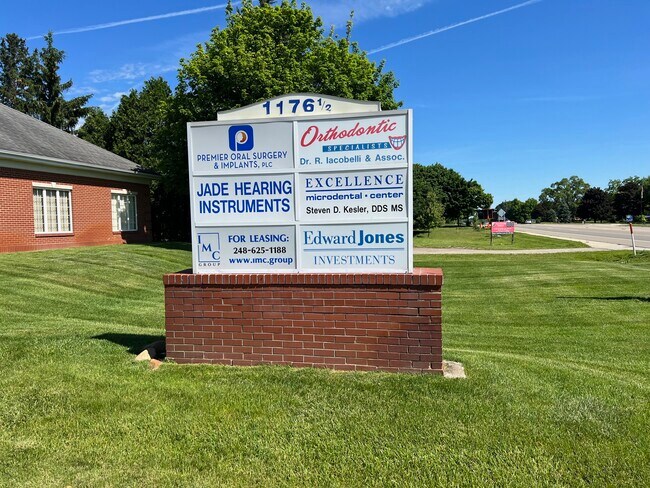 1176 1/2
PREMIER ORAL SURGERY
& IMPLANTS, PLC
Orthodontic
SPECIALISTS
Dr. R. Iacobelli & Assoc.
JADE HEARING
INSTRUMENTS
EXCELLENCE
microdental • center
Steven D. Kesler, DDS MS
IMC
GROUP
FOR LEASING:
248-625-1188
www.imc.group
Edward Jones
INVESTMENTS